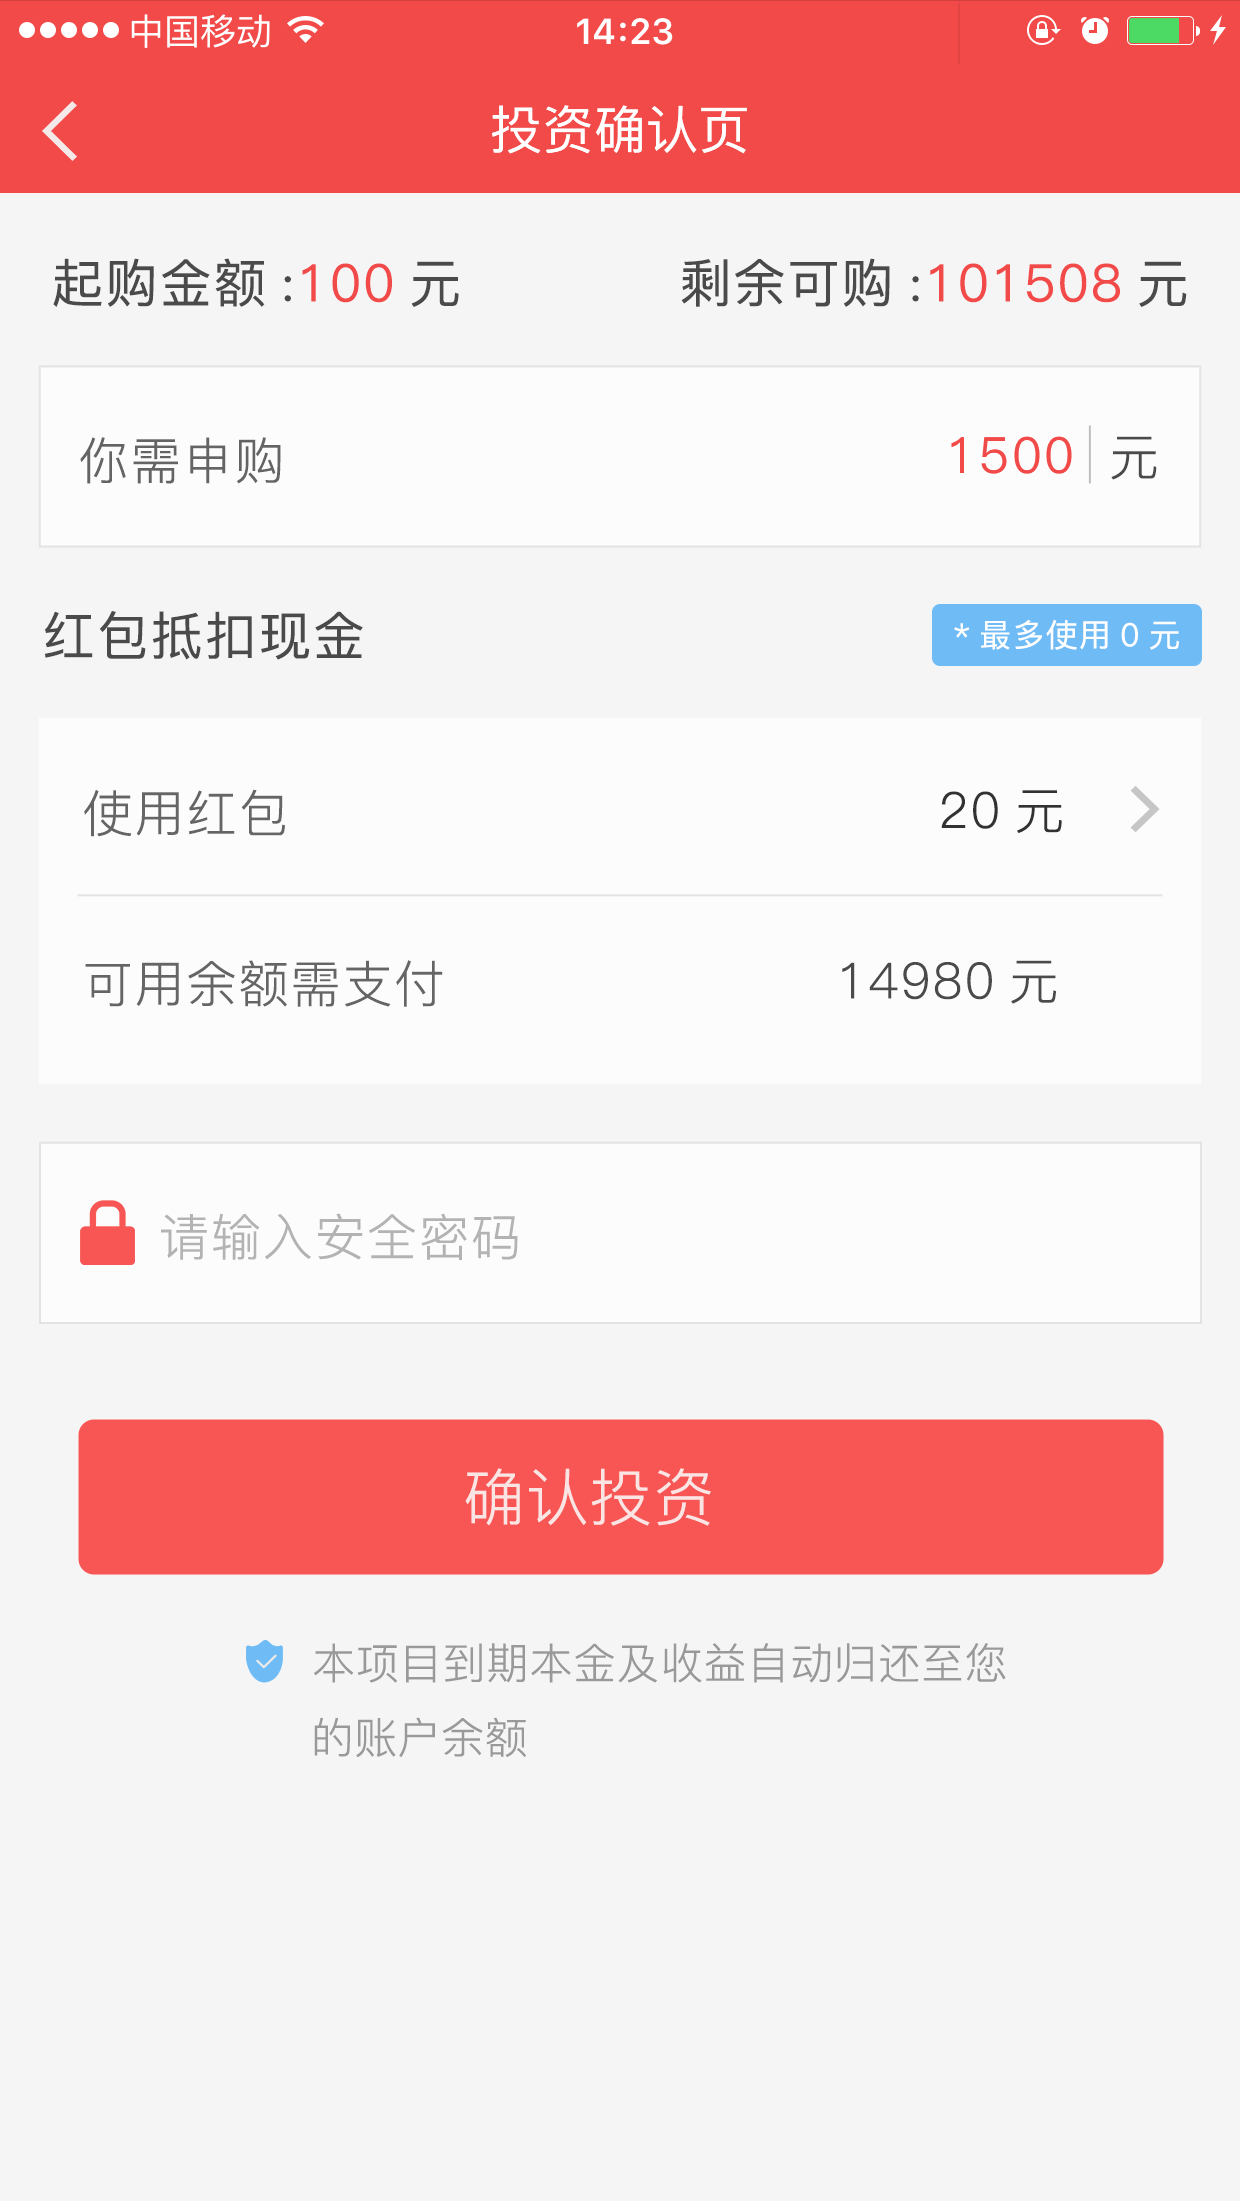 中国移动 14:23
投资确认页
起购金额 :100 元 剩余可购 :101508 元
你需申购 1500 元
红包抵扣现金 * 最多使用 0 元
使用红包 20 元
可用余额需支付 14980 元
请输入安全密码
确认投资
本项目到期本金及收益自动归还至您
的账户余额